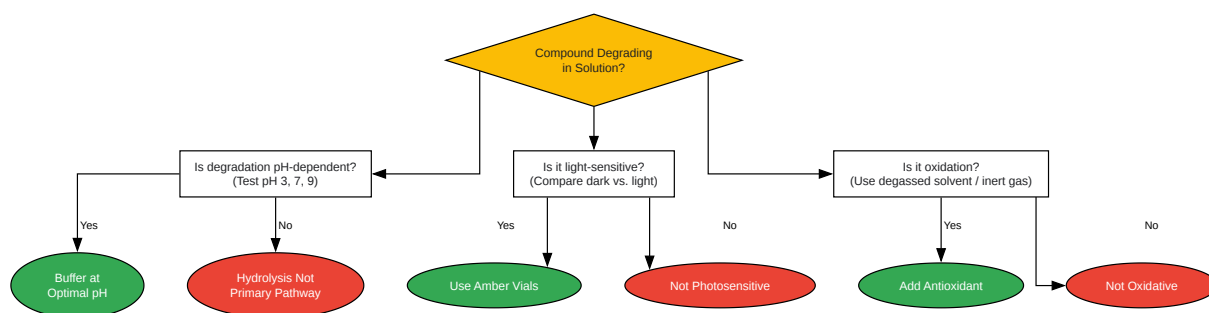 Compound Degrading
in Solution?
Is degradation pH-dependent?
(Test pH 3, 7, 9)
Is it light-sensitive?
(Compare dark vs. light)
Is it oxidation?
(Use degassed solvent / inert gas)
Yes
No
Yes
No
Yes
No
Buffer at
Optimal pH
Hydrolysis Not
Primary Pathway
Use Amber Vials
Not Photosensitive
Add Antioxidant
Not Oxidative